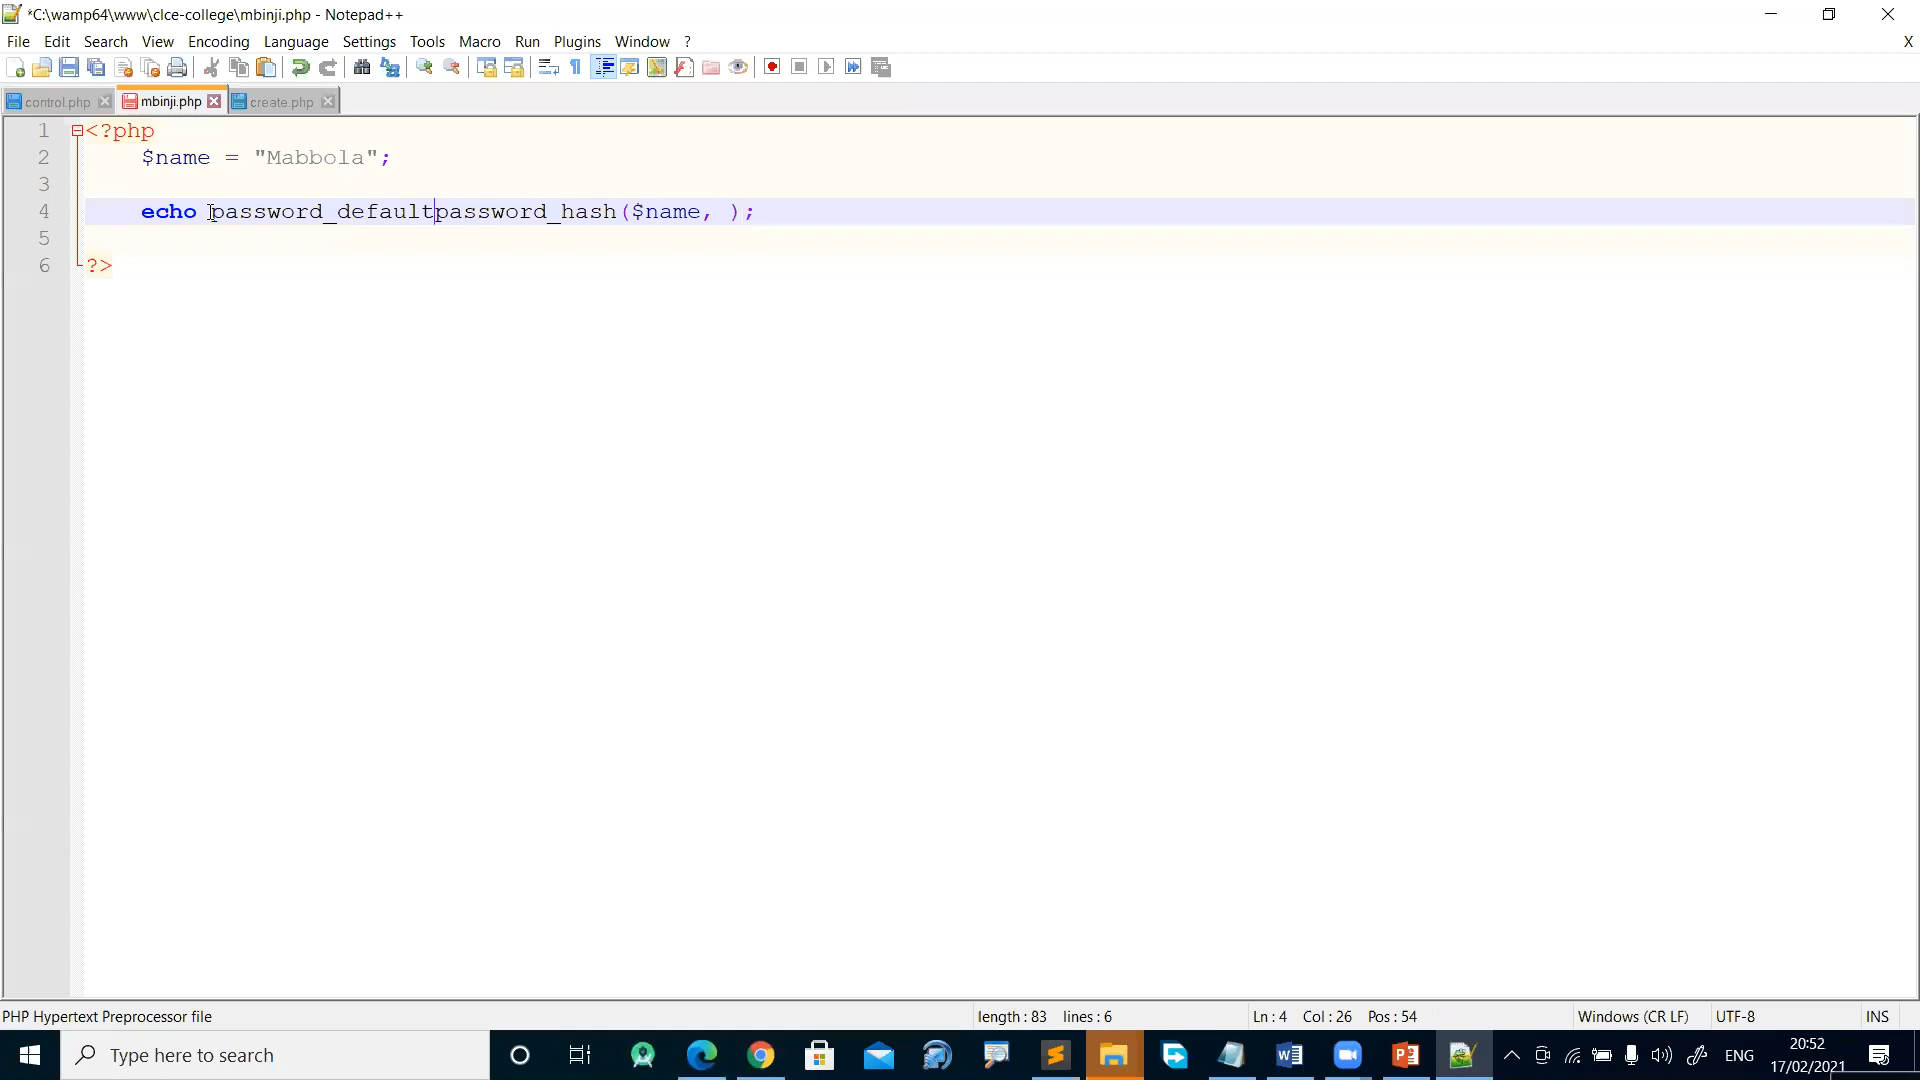 *C:\wamp64\www\clce-college\mbinji.php - Notepad++
File Edit Search View Encoding Language Settings Tools Macro Run Plugins Window ? X
control.php mbinji.php create.php
1 <?php
2 $name = "Mabbola";
3
4 echo password_defaultpassword_hash($name, );
5
6 ?>
PHP Hypertext Preprocessor file length : 83 lines : 6 Ln : 4 Col : 26 Pos : 54 Windows (CR LF) UTF-8 INS
Type here to search ENG 20:52
17/02/2021